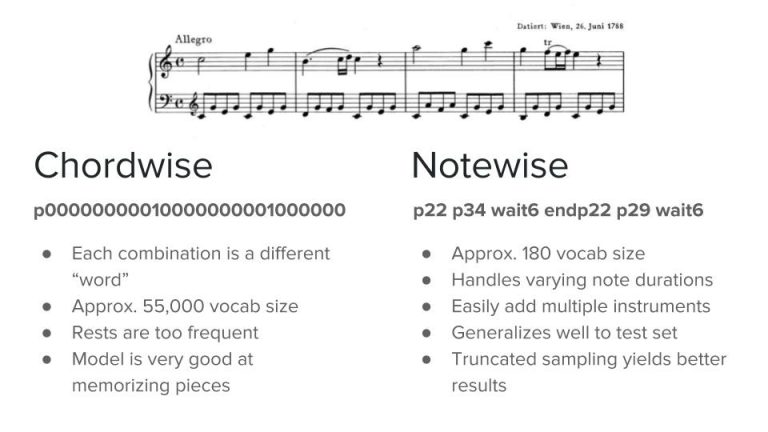 Datiert: Wien, 26. Juni 1788
Allegro
tr
Chordwise
p0000000001000000000001000000
● Each combination is a different
“word”
● Approx. 55,000 vocab size
● Rests are too frequent
● Model is very good at
memorizing pieces
Notewise
p22 p34 wait6 endp22 p29 wait6
● Approx. 180 vocab size
● Handles varying note durations
● Easily add multiple instruments
● Generalizes well to test set
● Truncated sampling yields better
results